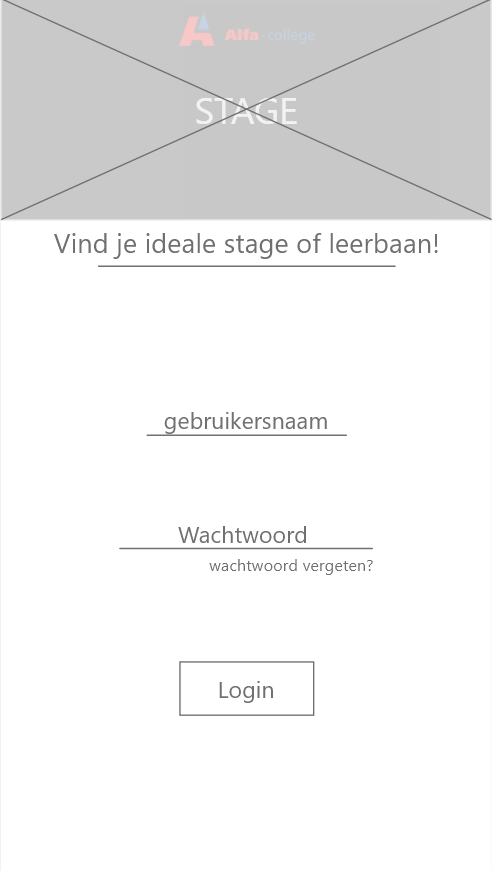 Alfa-college
STAGE
Vind je ideale stage of leerbaan!
gebruikersnaam
Wachtwoord
wachtwoord vergeten?
Login